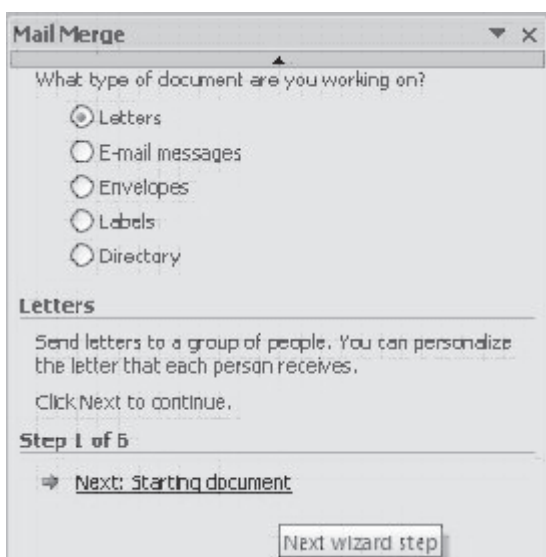 Mail Merge
What type of document are you working on?
Letters
E-mail messages
Envelopes
Labels
Directory
Letters
Send letters to a group of people. You can personalize
the letter that each person receives.
Click Next to continue.
Step 1 of 6
Next: Starting document
Next wizard step